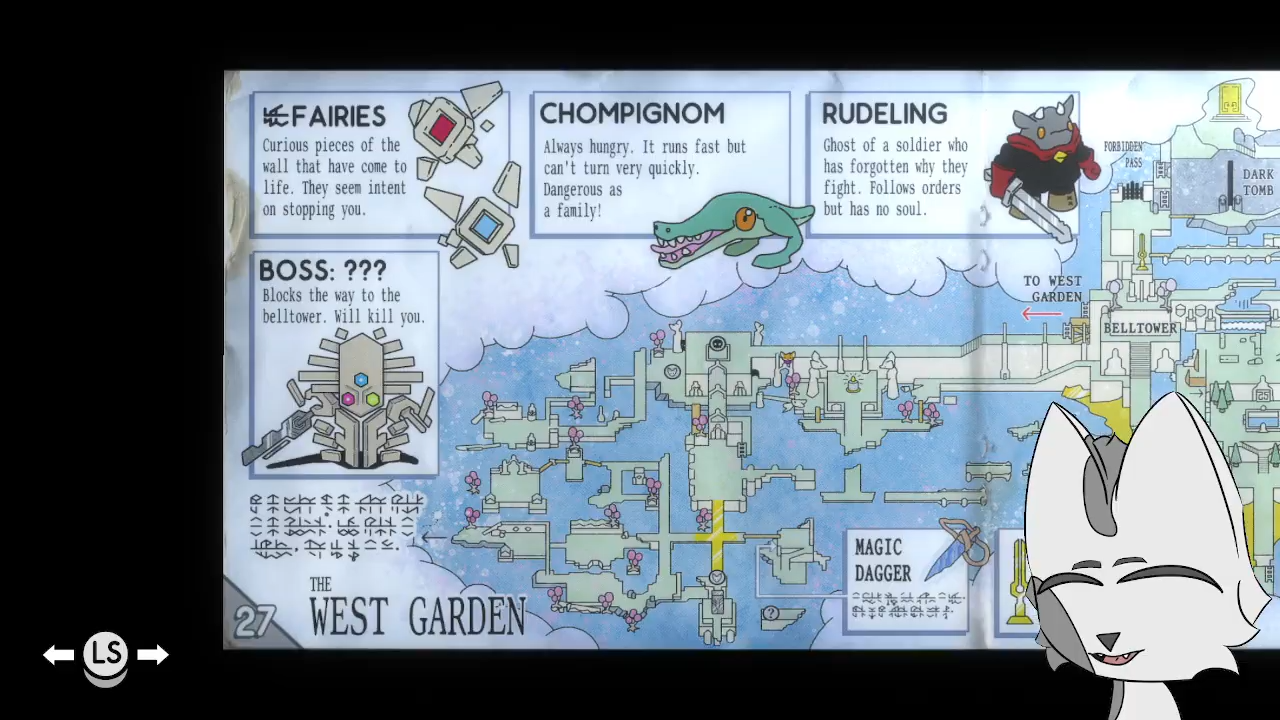 FAIRIES
Curious pieces of the
wall that have come to
life. They seem intent
on stopping you.
CHOMPIGNOM
Always hungry. It runs fast but
can't turn very quickly.
Dangerous as
a family!
RUDELING
Ghost of a soldier who
has forgotten why they
fight. Follows orders
but has no soul.
FORBIDDEN
PASS
DARK
TOMB
BOSS: ???
Blocks the way to the
belltower. Will kill you.
TO WEST
GARDEN
BELLTOWER
MAGIC
DAGGER
?
THE
WEST GARDEN
27
LS